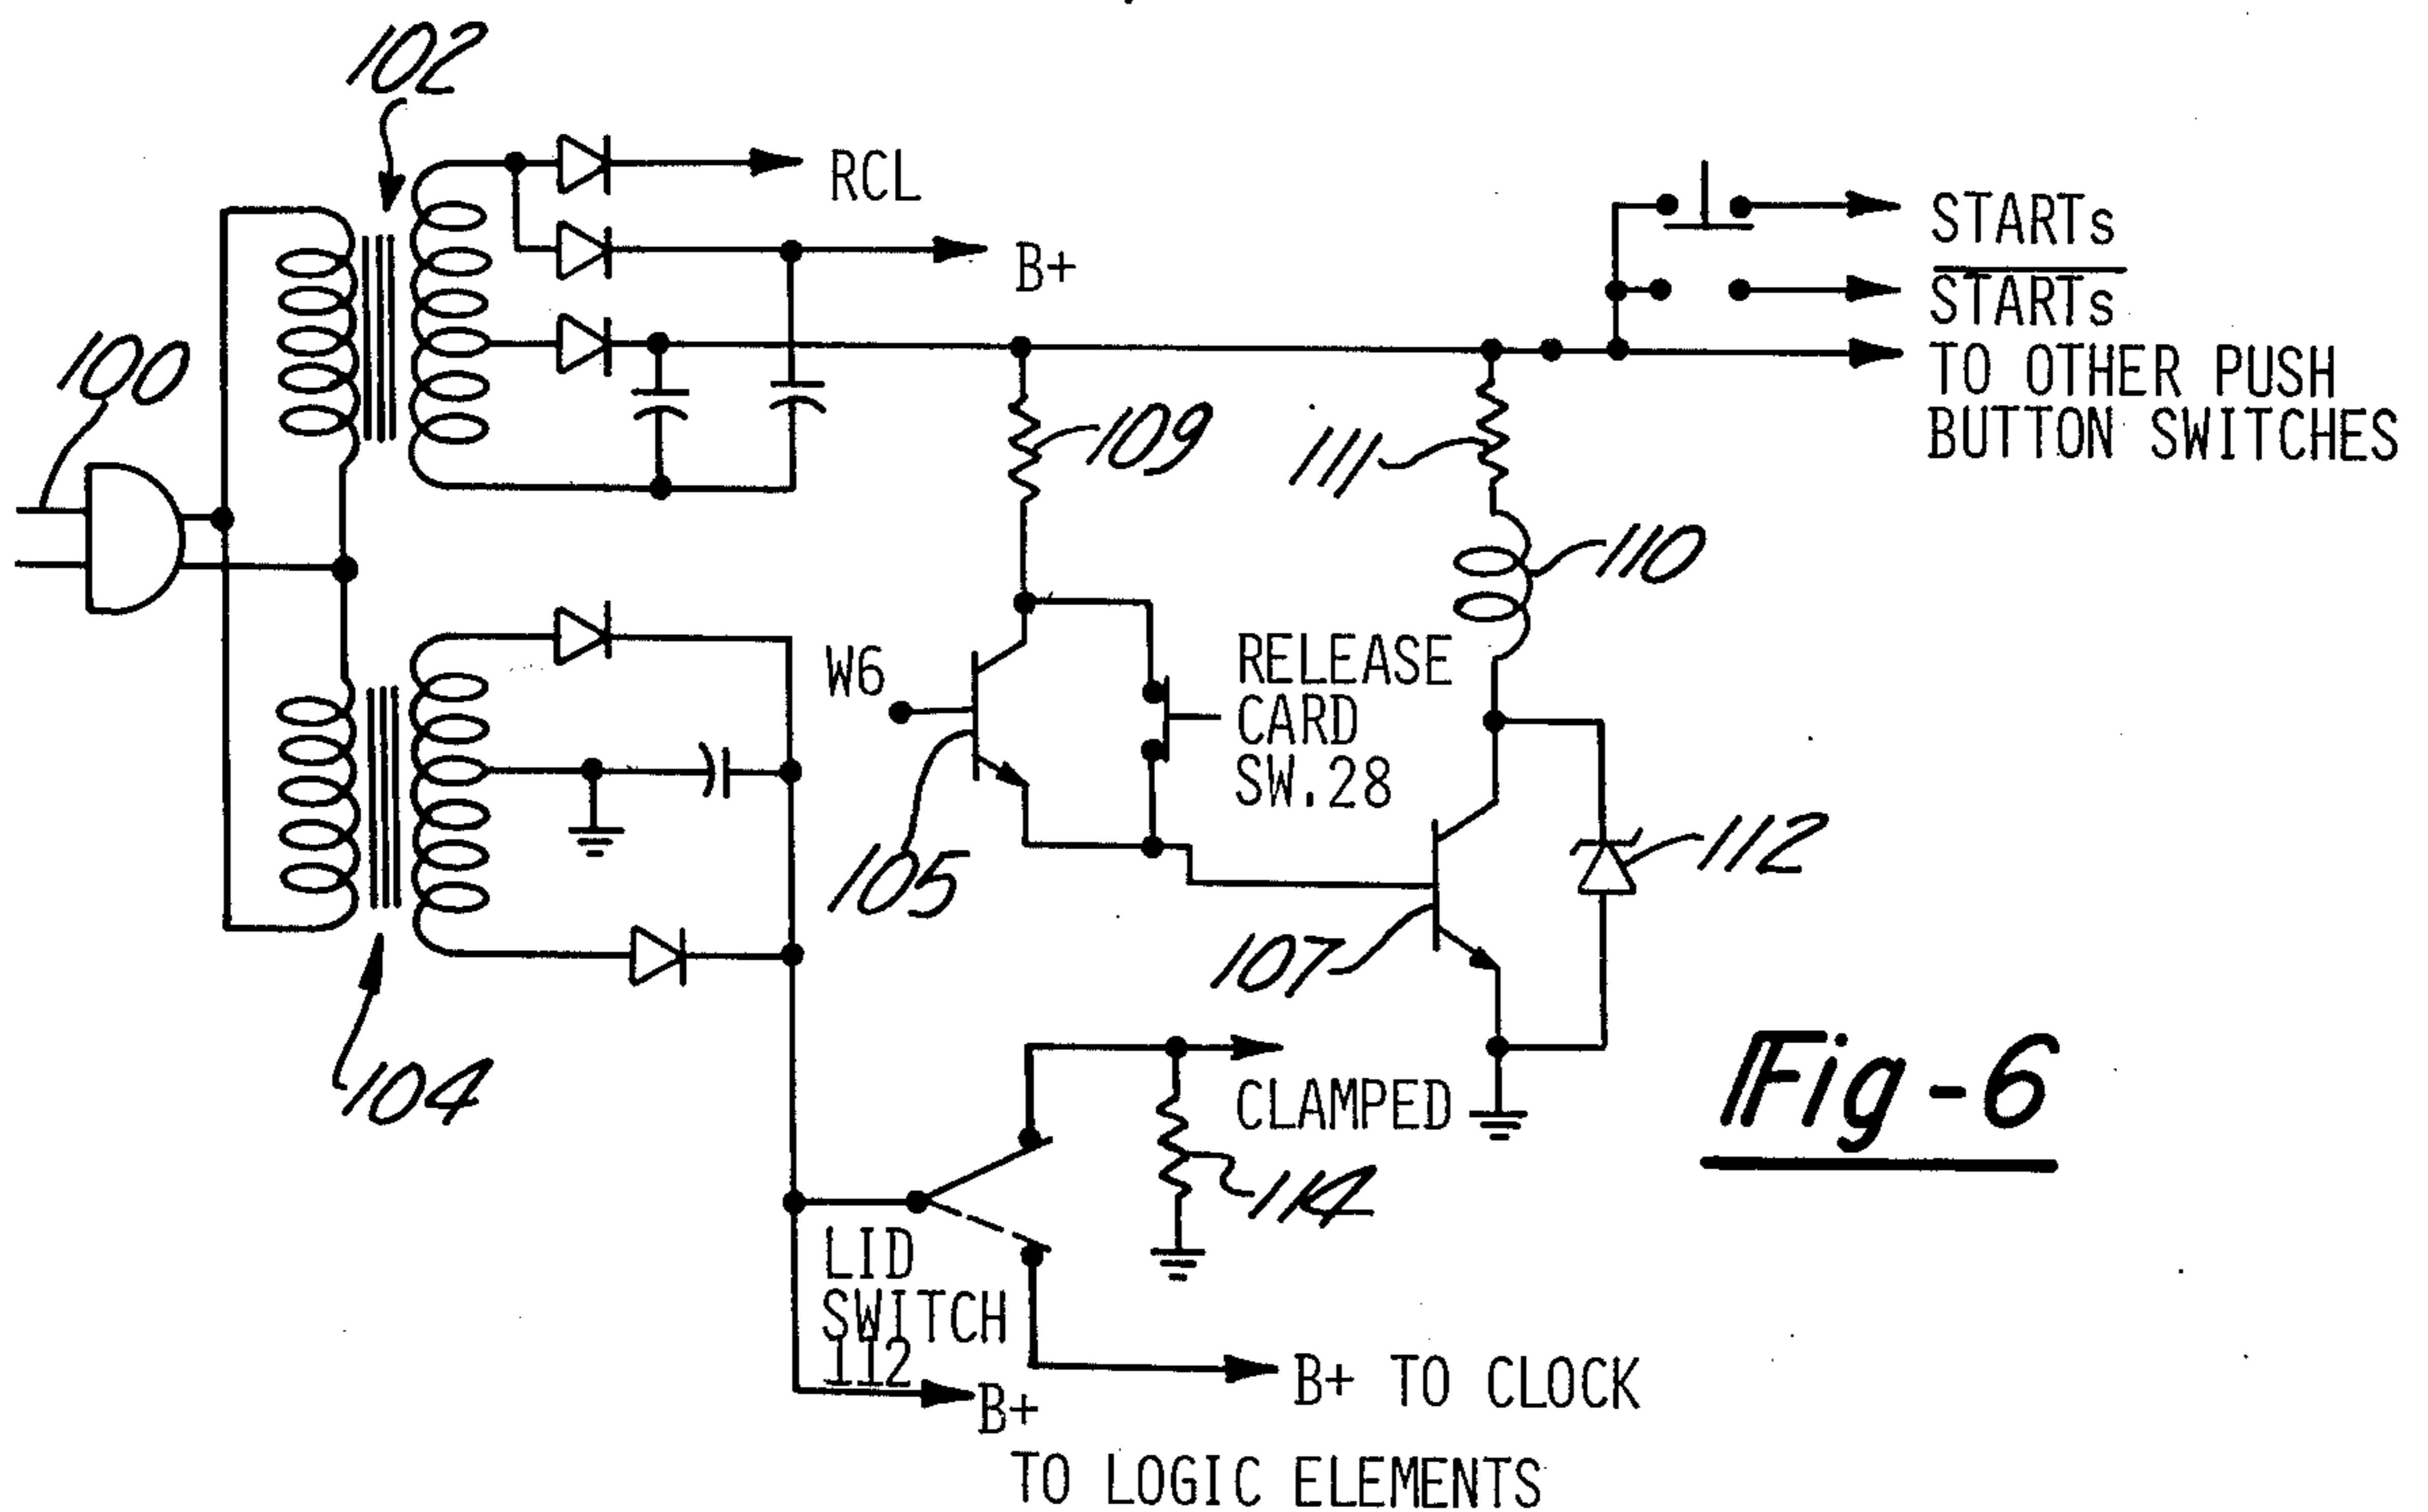 102
RCL
B+
STARTs
STARTs
TO OTHER PUSH
BUTTON SWITCHES
100
109
111
110
W6
RELEASE
CARD
SW.28
105
107
112
104
CLAMPED
114
Fig-6
LID
SWITCH
112
B+ TO CLOCK
B+
TO LOGIC ELEMENTS